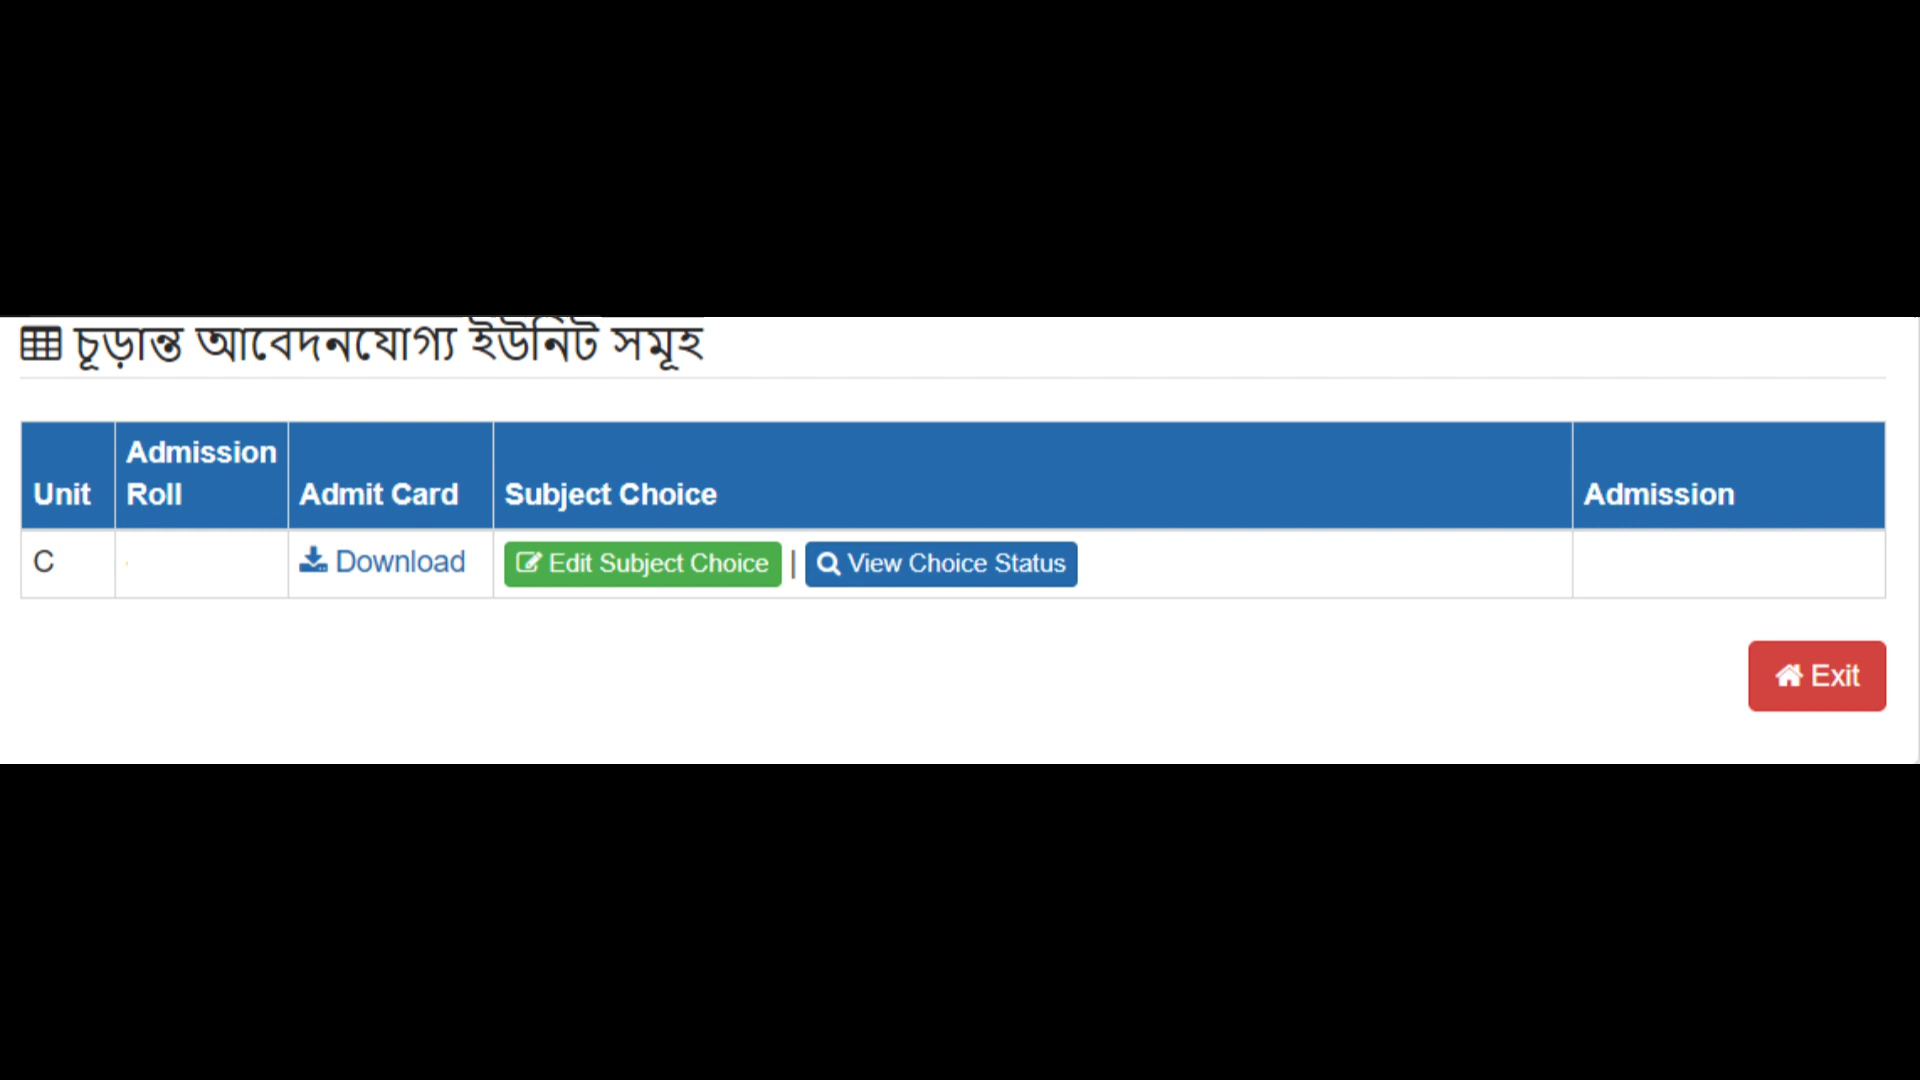 চূড়ান্ত আবেদনযোগ্য ইউনিট সমূহ
Unit Admission Roll Admit Card Subject Choice Admission
C Download Edit Subject Choice | View Choice Status
Exit